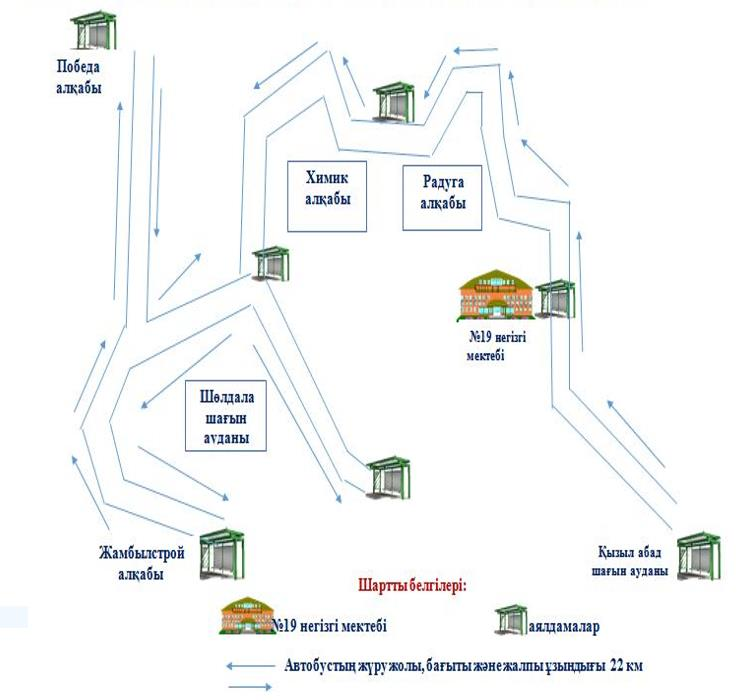 Победа
алқабы
Химик
алқабы
Радуга
алқабы
№19 негізгі
мектебі
Шөлдала
шағын
ауданы
Жамбылстрой
алқабы
Қызыл абад
шағын ауданы
Шартты белгілері:
№19 негізгі мектебі
аялдамалар
Автобустың жүру жолы, бағыты және жалпы ұзындығы 22 км